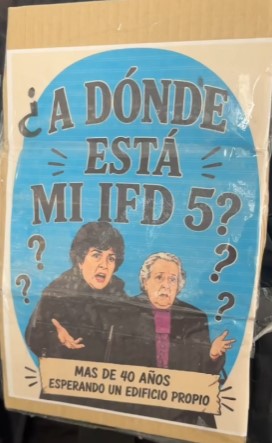 ¿A DÓNDE
ESTÁ
MI IFD 5?
? ?
? ?
MAS DE 40 AÑOS
ESPERANDO UN EDIFICIO PROPIO